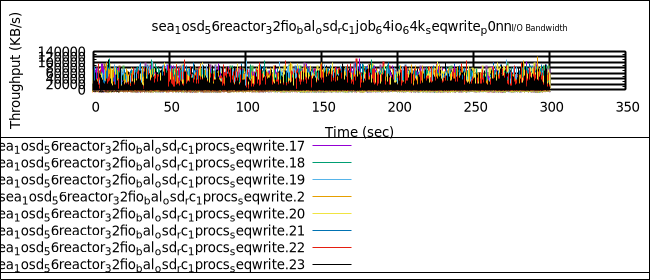 sea1osd56reactor32fiobalosdrc1job64io64kseqwritep0nnI/O Bandwidth
Throughput (KB/s)
140000
20000
0
0 50 100 150 200 250 300 350
Time (sec)
ea1osd56reactor32fiobalosdrc1procsseqwrite.17
ea1osd56reactor32fiobalosdrc1procsseqwrite.18
ea1osd56reactor32fiobalosdrc1procsseqwrite.19
sea1osd56reactor32fiobalosdrc1procsseqwrite.2
ea1osd56reactor32fiobalosdrc1procsseqwrite.20
ea1osd56reactor32fiobalosdrc1procsseqwrite.21
ea1osd56reactor32fiobalosdrc1procsseqwrite.22
ea1osd56reactor32fiobalosdrc1procsseqwrite.23